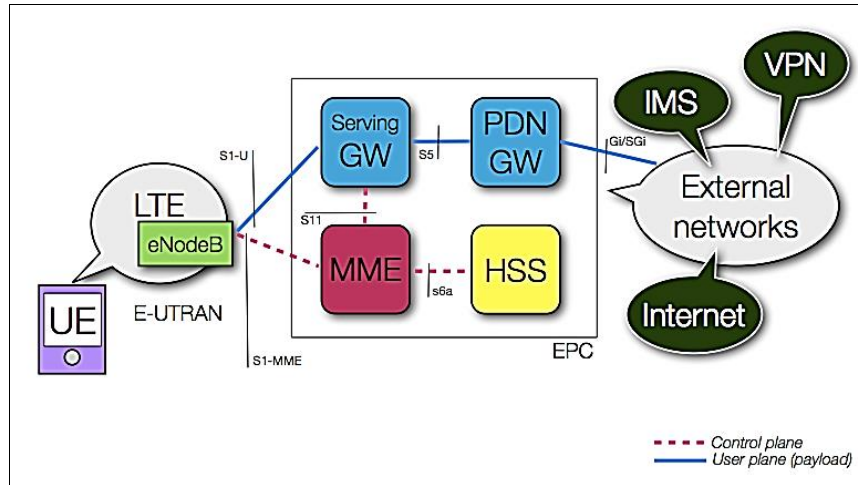 VPN
IMS
Serving
GW
PDN
GW
Gi/SGi
S1-U
S5
External
networks
LTE
eNodeB
S11
MME
HSS
s6a
UE
E-UTRAN
Internet
EPC
S1-MME
Control plane
User plane (payload)